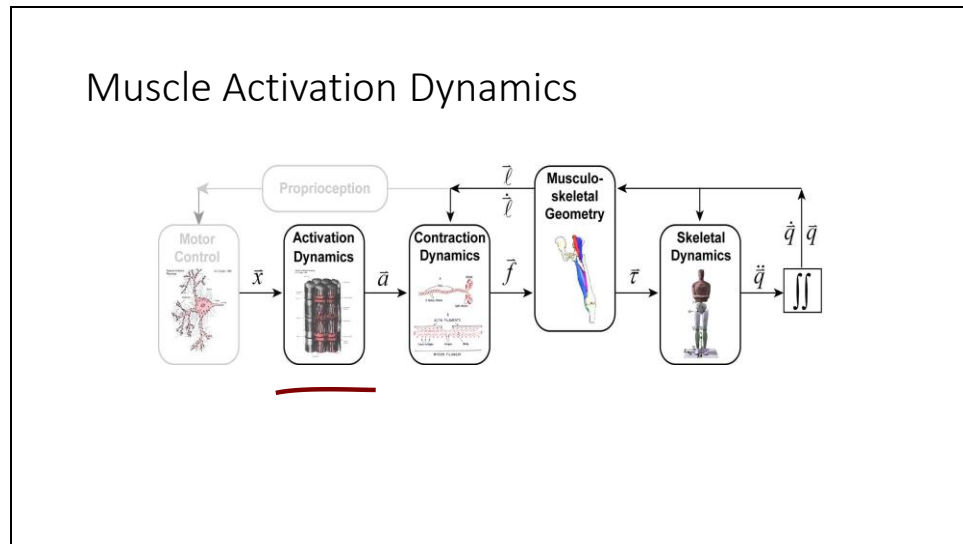 Muscle Activation Dynamics
Proprioception
Motor
Control
x⃗
Activation
Dynamics
a⃗
Contraction
Dynamics
ℓ⃗
ℓ̇⃗
f⃗
Musculo-
skeletal
Geometry
τ⃗
Skeletal
Dynamics
q̈⃗
∬
q̇⃗ q⃗